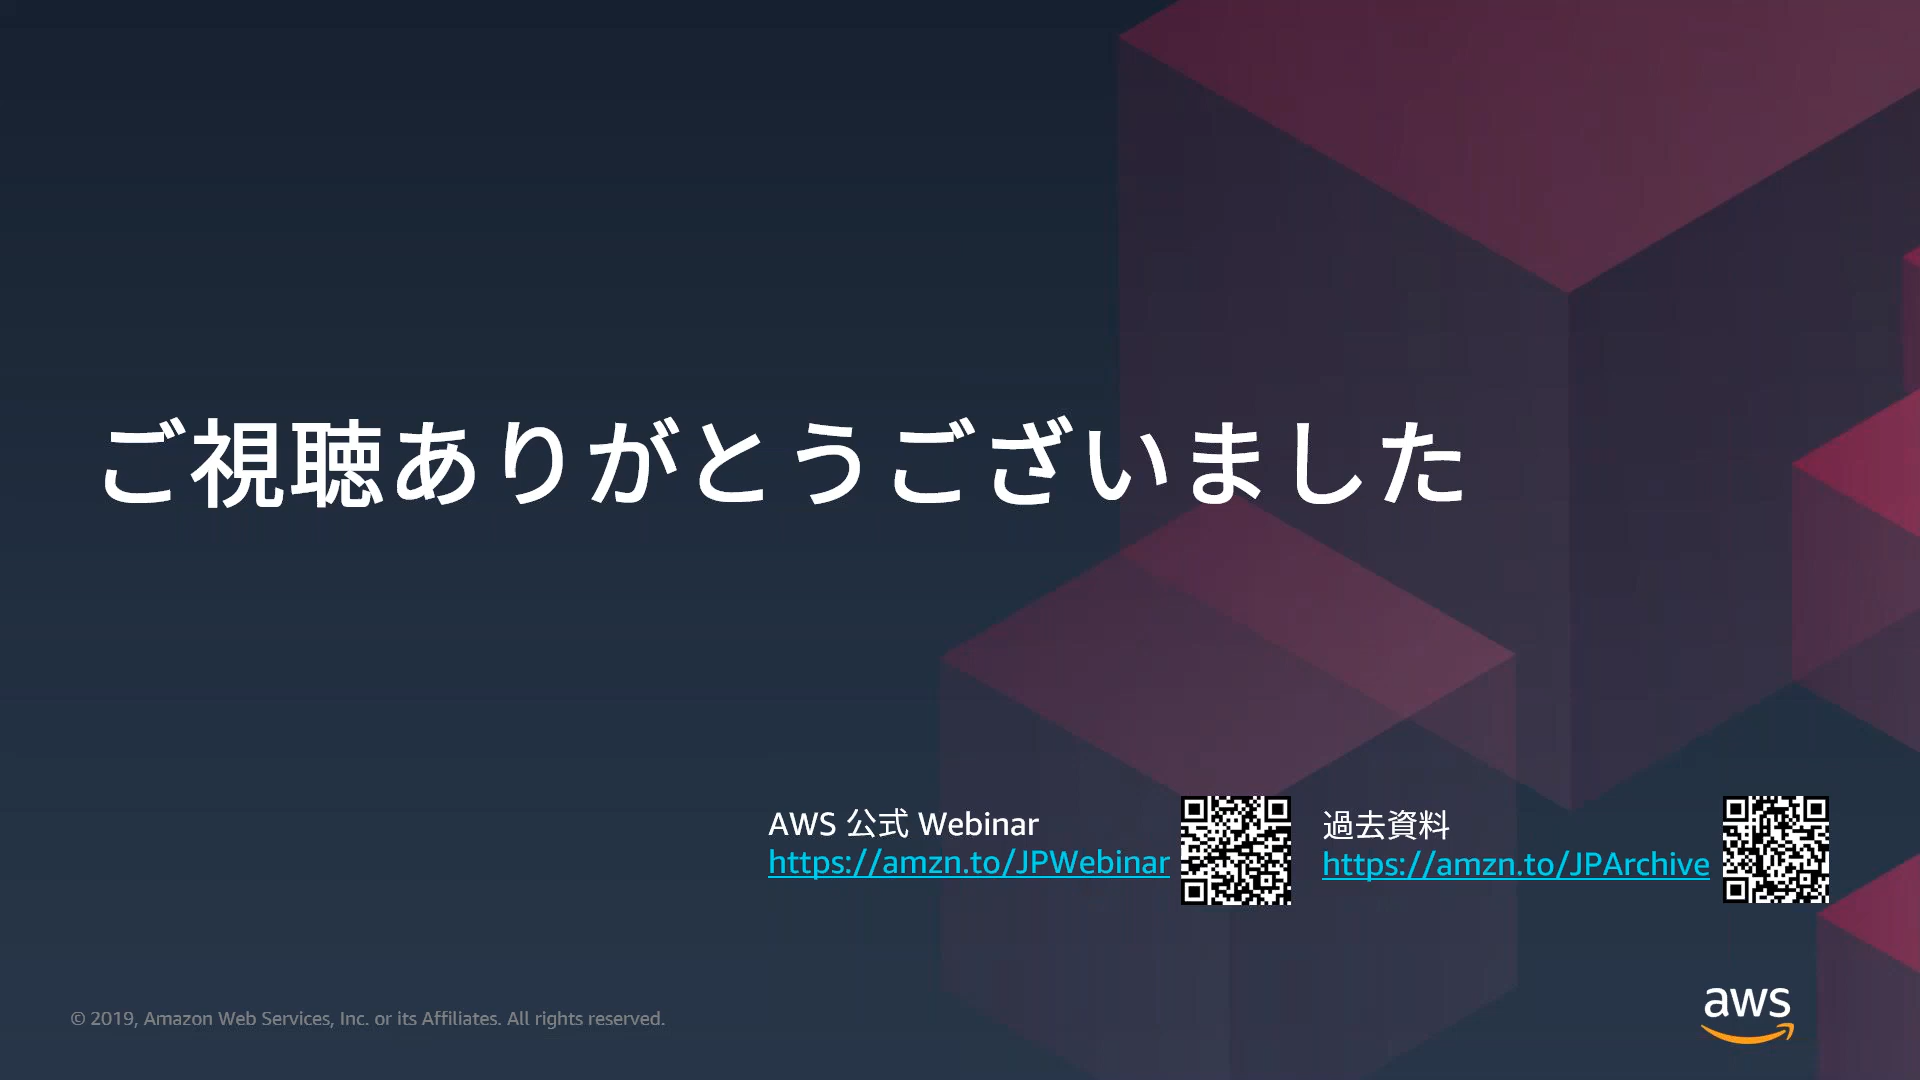 ご視聴ありがとうございました
AWS 公式 Webinar
https://amzn.to/JPWebinar
過去資料
https://amzn.to/JPArchive
© 2019, Amazon Web Services, Inc. or its Affiliates. All rights reserved.
aws